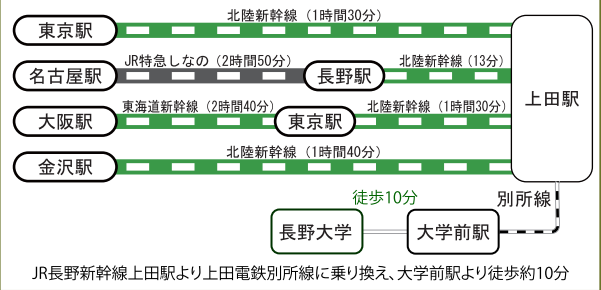 北陸新幹線（1時間30分）
東京駅
JR特急しなの（2時間50分） 北陸新幹線（13分）
名古屋駅 長野駅
上田駅
東海道新幹線（2時間40分） 北陸新幹線（1時間30分）
大阪駅 東京駅
北陸新幹線（1時間40分）
金沢駅
徒歩10分 別所線
長野大学 大学前駅
JR長野新幹線上田駅より上田電鉄別所線に乗り換え、大学前駅より徒歩約10分